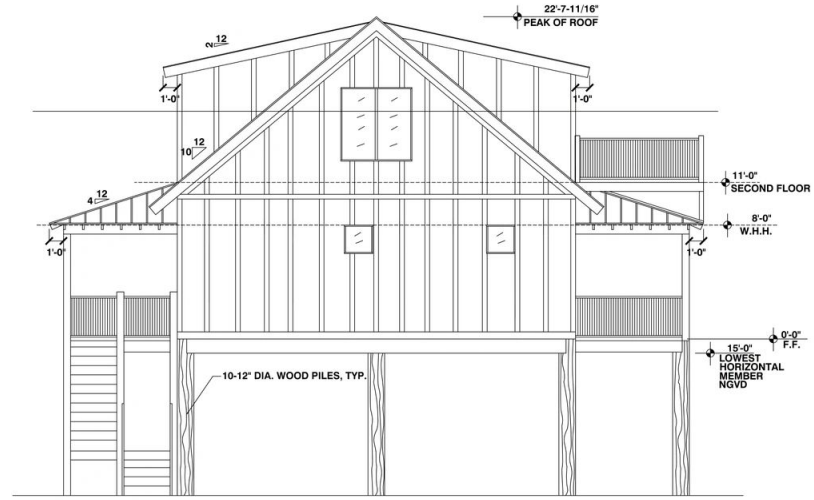 22'-7-11/16"
PEAK OF ROOF
12
2
1'-0"
1'-0"
12
10
11'-0"
SECOND FLOOR
12
4
8'-0"
W.H.H.
1'-0"
1'-0"
0'-0"
F.F.
15'-0"
LOWEST
HORIZONTAL
MEMBER
NGVD
10-12" DIA. WOOD PILES, TYP.